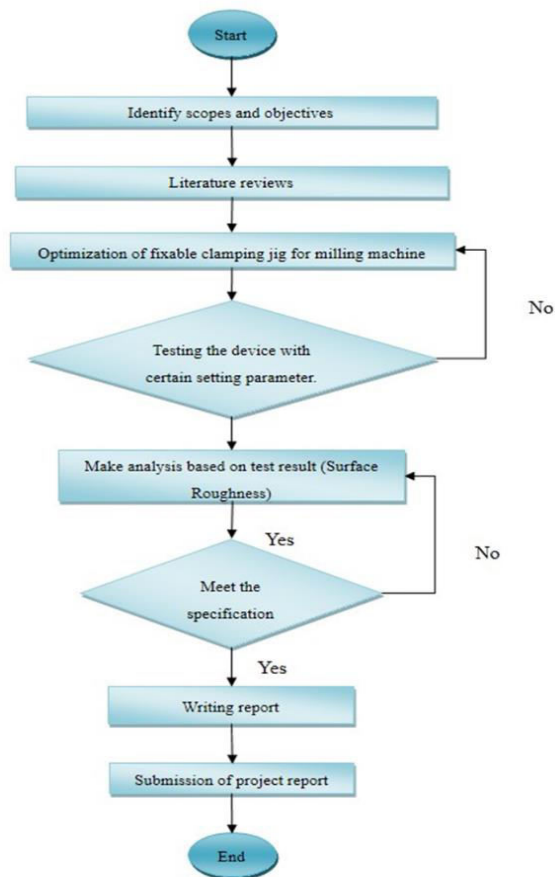 Start
Identify scopes and objectives
Literature reviews
Optimization of fixable clamping jig for milling machine
No
Testing the device with
certain setting parameter.
Make analysis based on test result (Surface
Roughness)
Yes
No
Meet the
specification
Yes
Writing report
Submission of project report
End